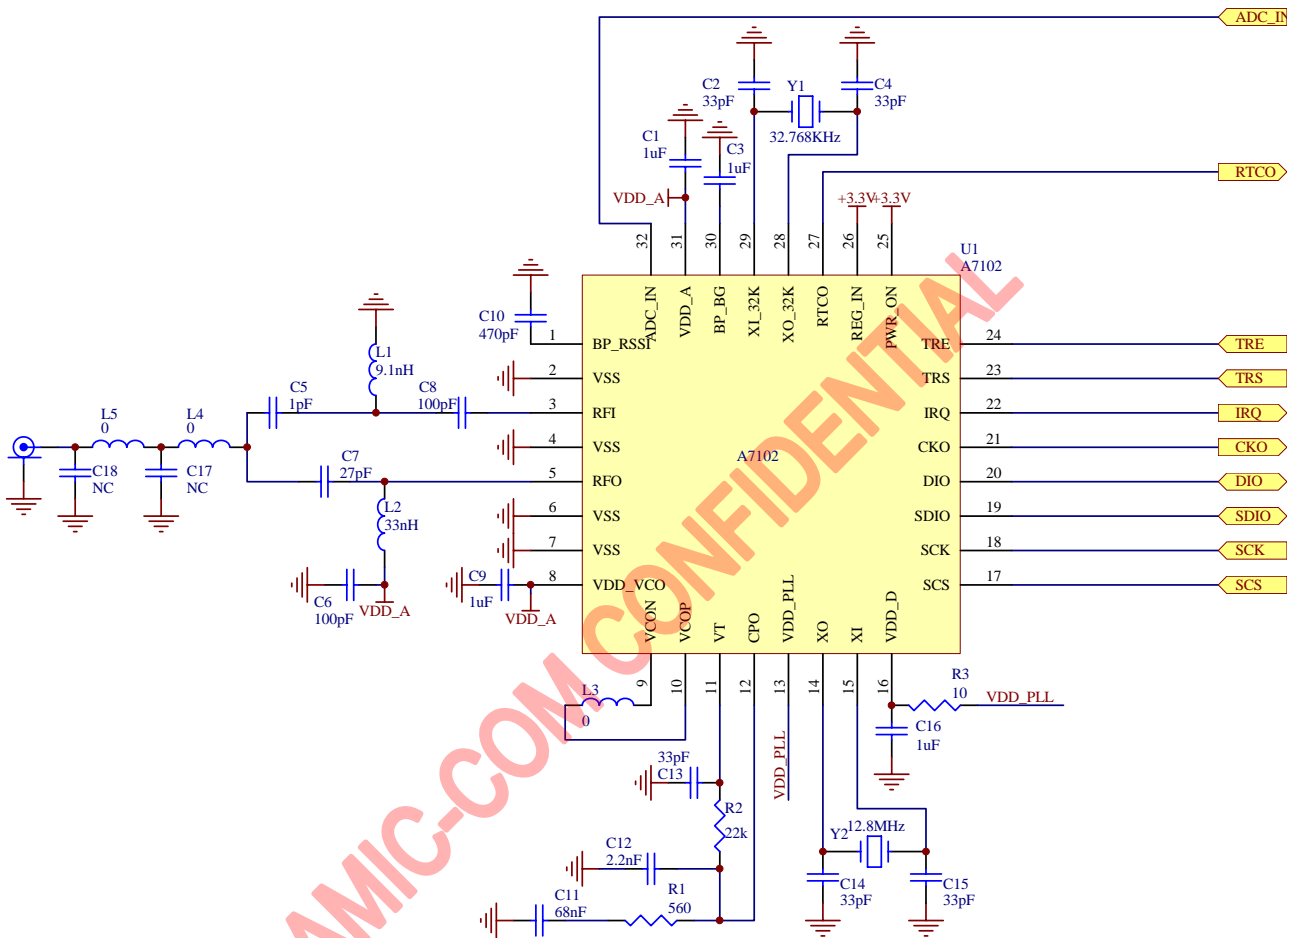 ADC_IN
C2
33pF
Y1
32.768KHz
C4
33pF
C1
1uF
C3
1uF
VDD_A
RTCO
+3.3V
+3.3V
32
31
30
29
28
27
26
25
U1
A7102
ADC_IN
VDD_A
BP_BG
XI_32K
XO_32K
RTCO
REG_IN
PWR_ON
C10
470pF
1
BP_RSSI
TRE
24
TRE
L1
9.1nH
2
VSS
TRS
23
TRS
C5
1pF
C8
100pF
3
RFI
IRQ
22
IRQ
L5
0
L4
0
4
VSS
A7102
CKO
21
CKO
C18
NC
C17
NC
C7
27pF
5
RFO
DIO
20
DIO
L2
33nH
6
VSS
SDIO
19
SDIO
7
VSS
SCK
18
SCK
C9
1uF
8
VDD_VCO
SCS
17
SCS
C6
100pF
VDD_A
VDD_A
VCON
VCOP
VT
CPO
VDD_PLL
XO
XI
VDD_D
9
10
11
12
13
14
15
16
L3
0
R3
10
VDD_PLL
C16
1uF
33pF
C13
VDD_PLL
R2
22k
Y2
12.8MHz
C12
2.2nF
C14
33pF
C15
33pF
C11
68nF
R1
560
AMIC-COM CONFIDENTIAL